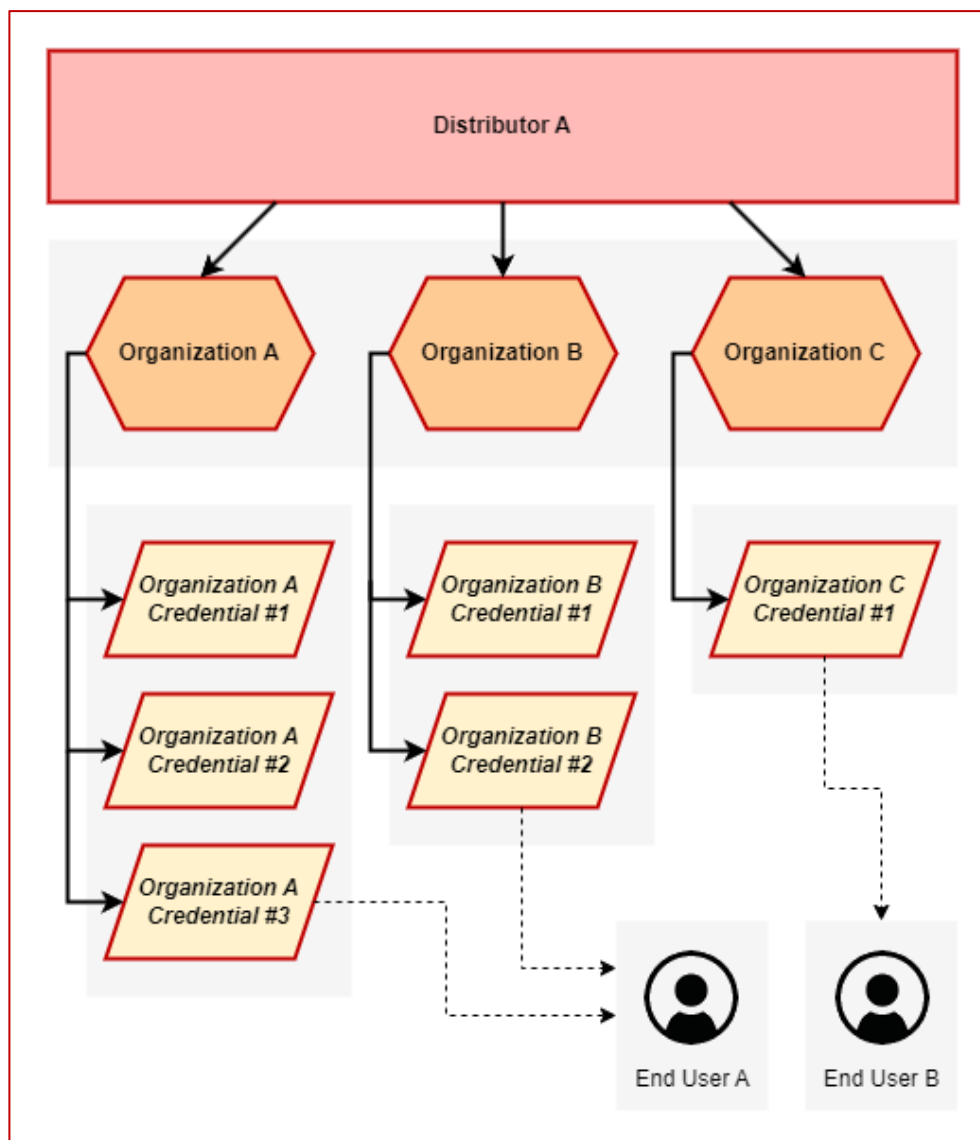 Distributor A
Organization A
Organization B
Organization C
Organization A
Credential #1
Organization B
Credential #1
Organization C
Credential #1
Organization A
Credential #2
Organization B
Credential #2
Organization A
Credential #3
End User A
End User B